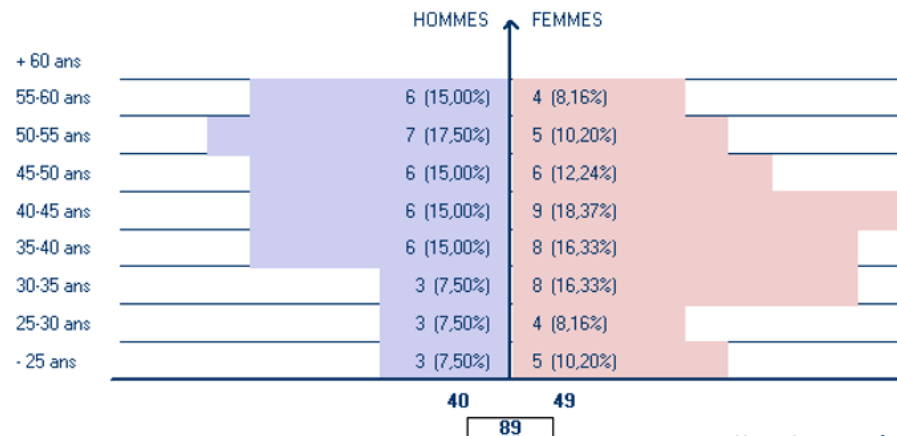 HOMMES FEMMES
+ 60 ans
55-60 ans 6 (15,00%) 4 (8,16%)
50-55 ans 7 (17,50%) 5 (10,20%)
45-50 ans 6 (15,00%) 6 (12,24%)
40-45 ans 6 (15,00%) 9 (18,37%)
35-40 ans 6 (15,00%) 8 (16,33%)
30-35 ans 3 (7,50%) 8 (16,33%)
25-30 ans 3 (7,50%) 4 (8,16%)
- 25 ans 3 (7,50%) 5 (10,20%)
40 49
89